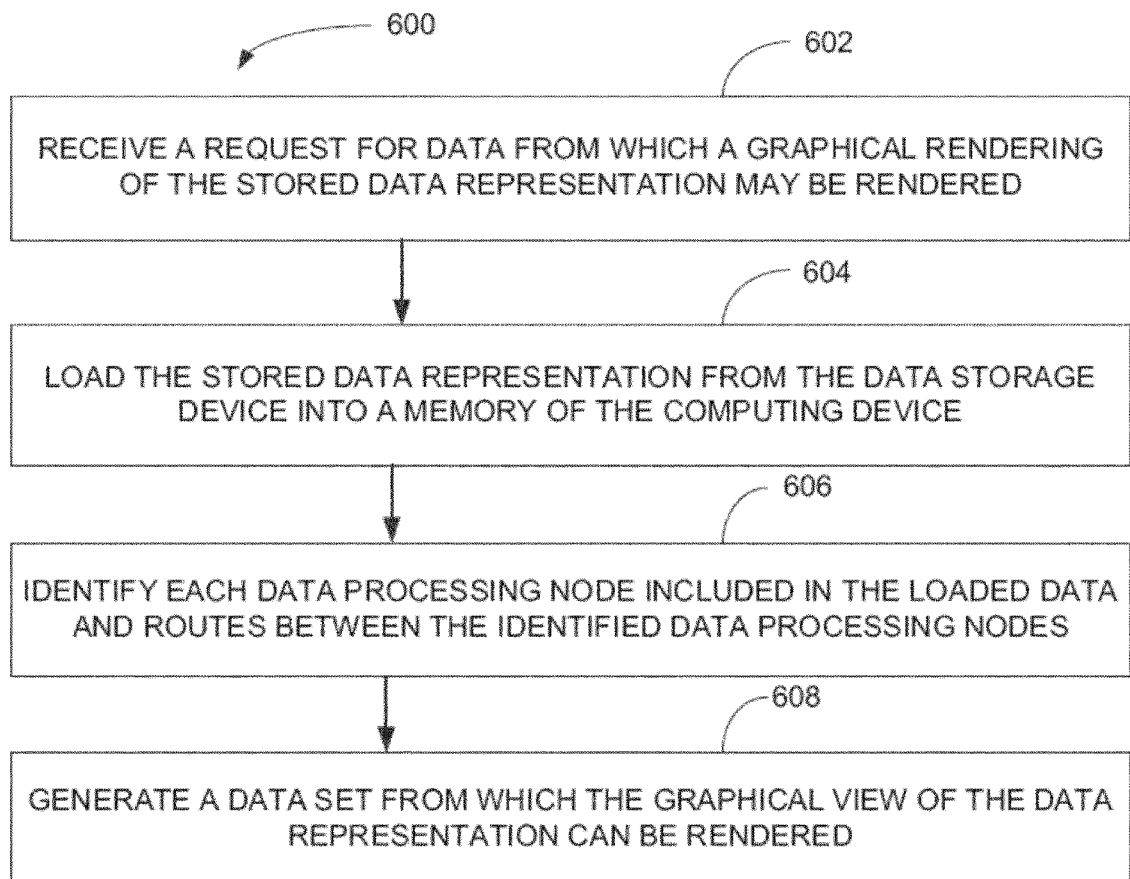 600
602
RECEIVE A REQUEST FOR DATA FROM WHICH A GRAPHICAL RENDERING
OF THE STORED DATA REPRESENTATION MAY BE RENDERED
604
LOAD THE STORED DATA REPRESENTATION FROM THE DATA STORAGE
DEVICE INTO A MEMORY OF THE COMPUTING DEVICE
606
IDENTIFY EACH DATA PROCESSING NODE INCLUDED IN THE LOADED DATA
AND ROUTES BETWEEN THE IDENTIFIED DATA PROCESSING NODES
608
GENERATE A DATA SET FROM WHICH THE GRAPHICAL VIEW OF THE DATA
REPRESENTATION CAN BE RENDERED